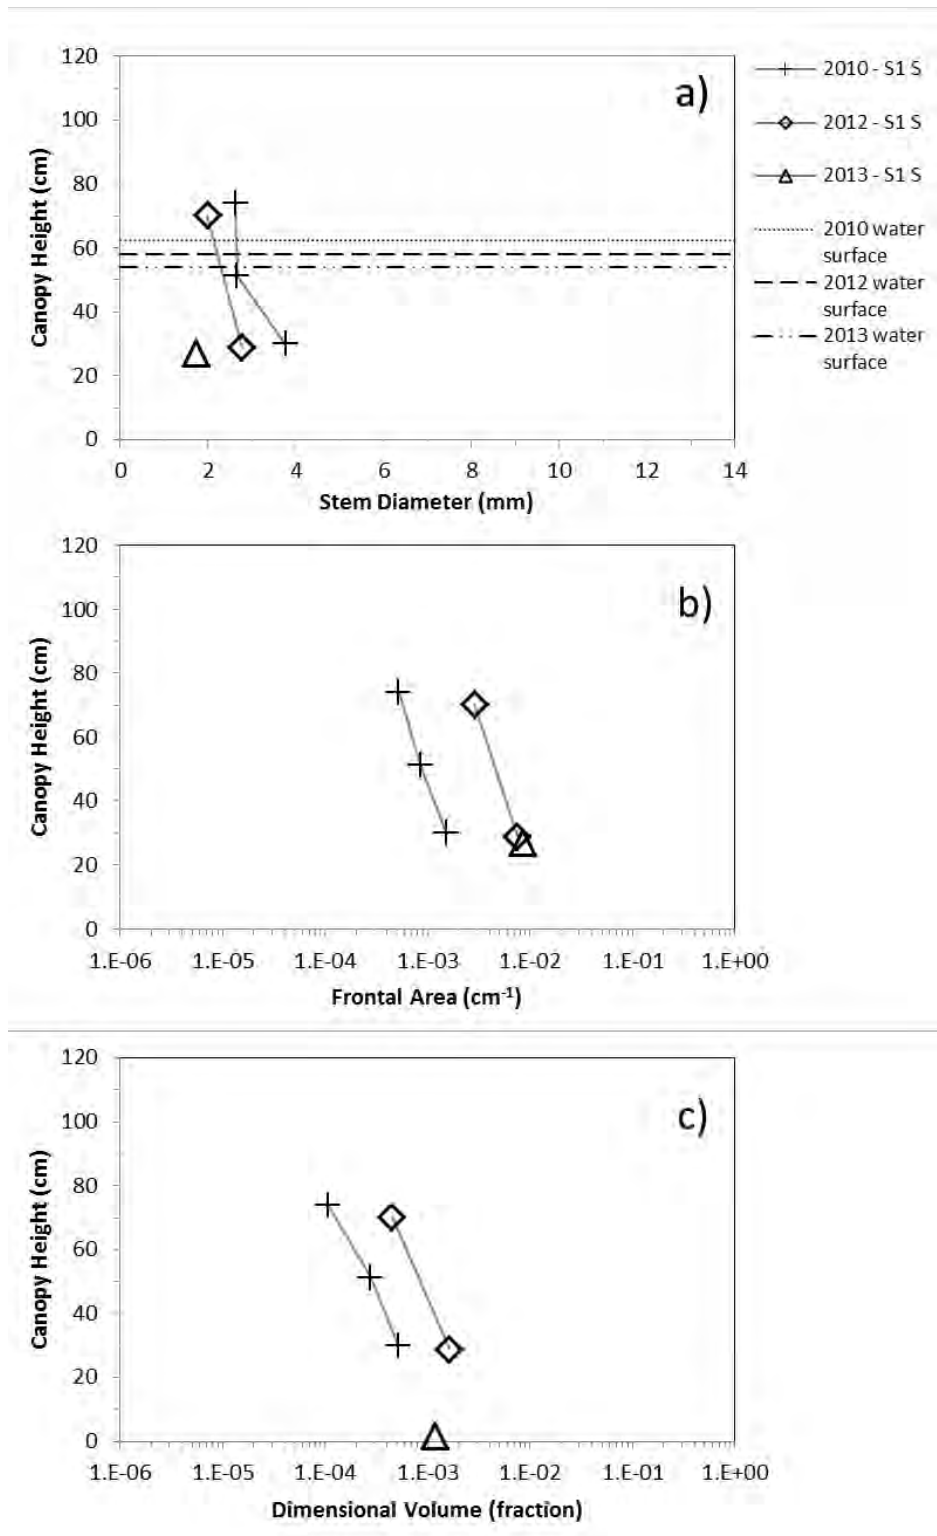 120
a)
100
80
60
40
20
0
Canopy Height (cm)
0 2 4 6 8 10 12 14
Stem Diameter (mm)
2010 - S1 S
2012 - S1 S
2013 - S1 S
2010 water
surface
2012 water
surface
2013 water
surface
120
b)
100
80
60
40
20
0
Canopy Height (cm)
1.E-06 1.E-05 1.E-04 1.E-03 1.E-02 1.E-01 1.E+00
Frontal Area (cm⁻¹)
120
c)
100
80
60
40
20
0
Canopy Height (cm)
1.E-06 1.E-05 1.E-04 1.E-03 1.E-02 1.E-01 1.E+00
Dimensional Volume (fraction)